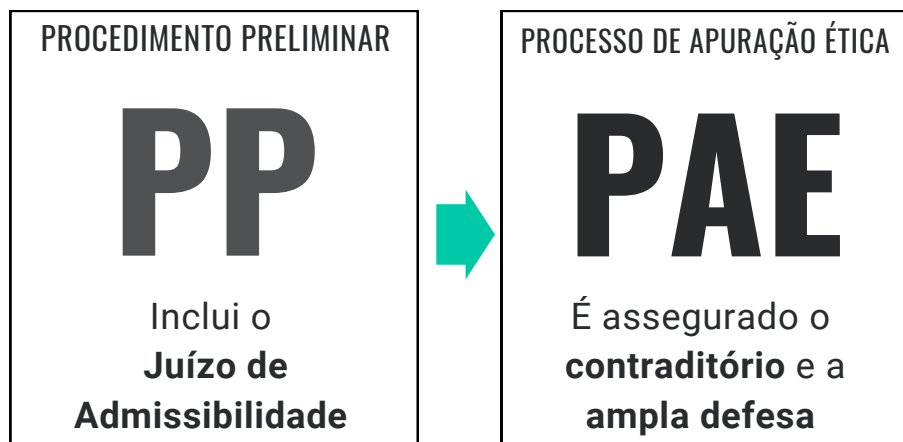 PROCEDIMENTO PRELIMINAR
PP
Inclui o
Juízo de
Admissibilidade
PROCESSO DE APURAÇÃO ÉTICA
PAE
É assegurado o
contraditório e a
ampla defesa